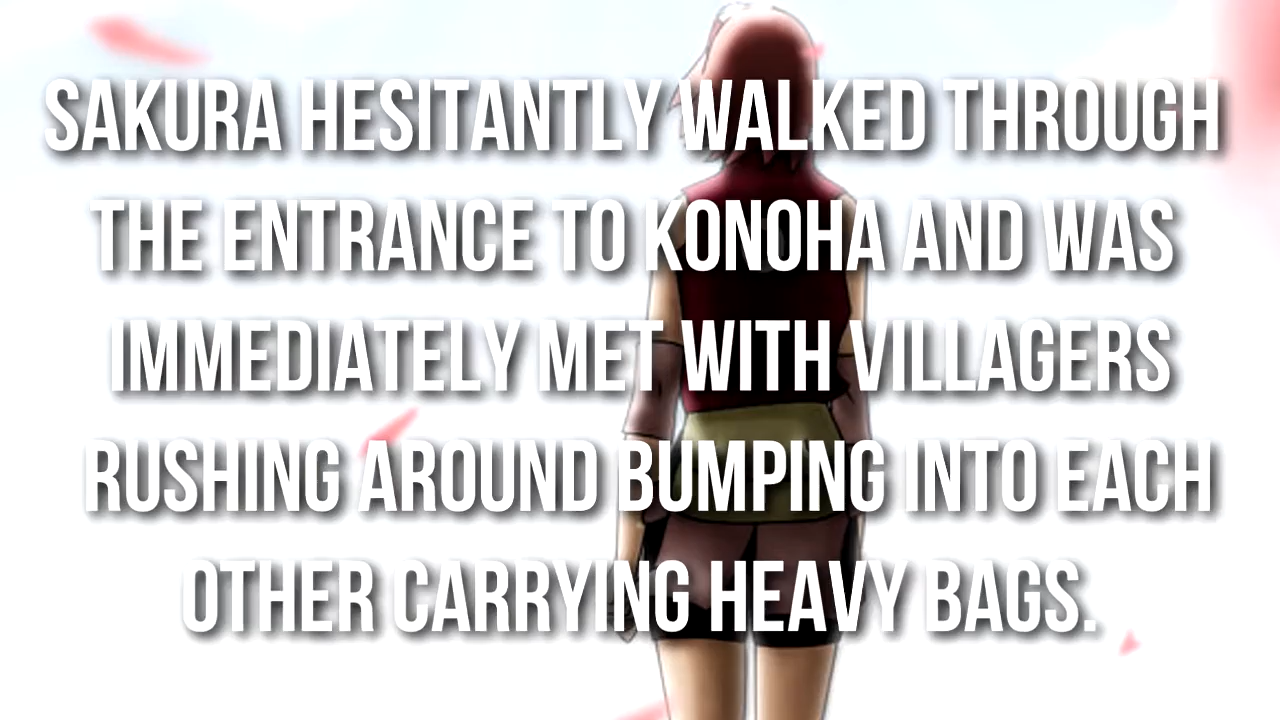 SAKURA HESITANTLY WALKED THROUGH
THE ENTRANCE TO KONOHA AND WAS
IMMEDIATELY MET WITH VILLAGERS
RUSHING AROUND BUMPING INTO EACH
OTHER CARRYING HEAVY BAGS.